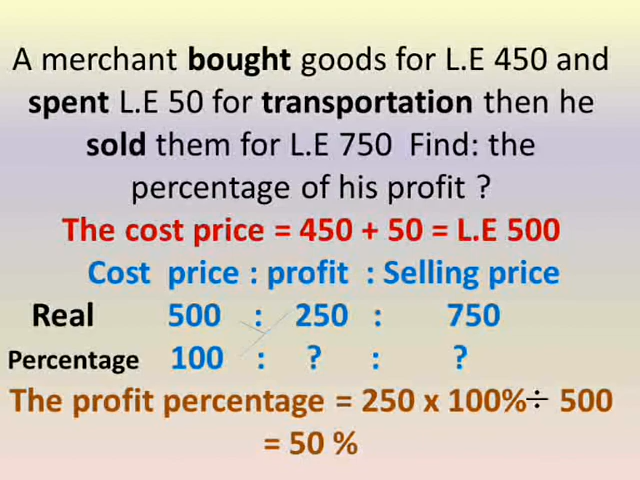 A merchant bought goods for L.E 450 and
spent L.E 50 for transportation then he
sold them for L.E 750 Find: the
percentage of his profit ?
The cost price = 450 + 50 = L.E 500
Cost price : profit : Selling price
Real 500 : 250 : 750
Percentage 100 : ? : ?
The profit percentage = 250 x 100% ÷ 500
= 50 %